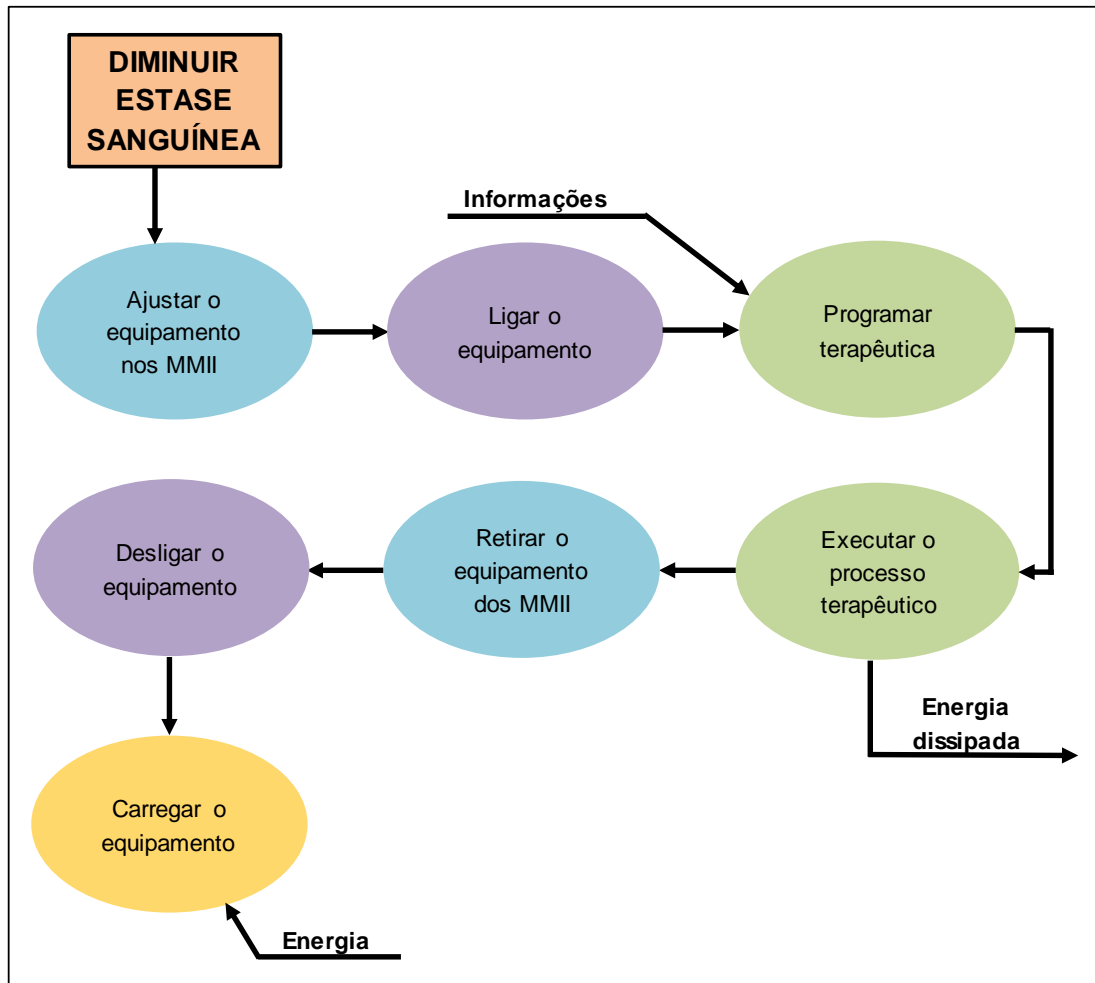 DIMINUIR
ESTASE
SANGUÍNEA
Informações
Ajustar o
equipamento
nos MMII
Ligar o
equipamento
Programar
terapêutica
Desligar o
equipamento
Retirar o
equipamento
dos MMII
Executar o
processo
terapêutico
Energia
dissipada
Carregar o
equipamento
Energia